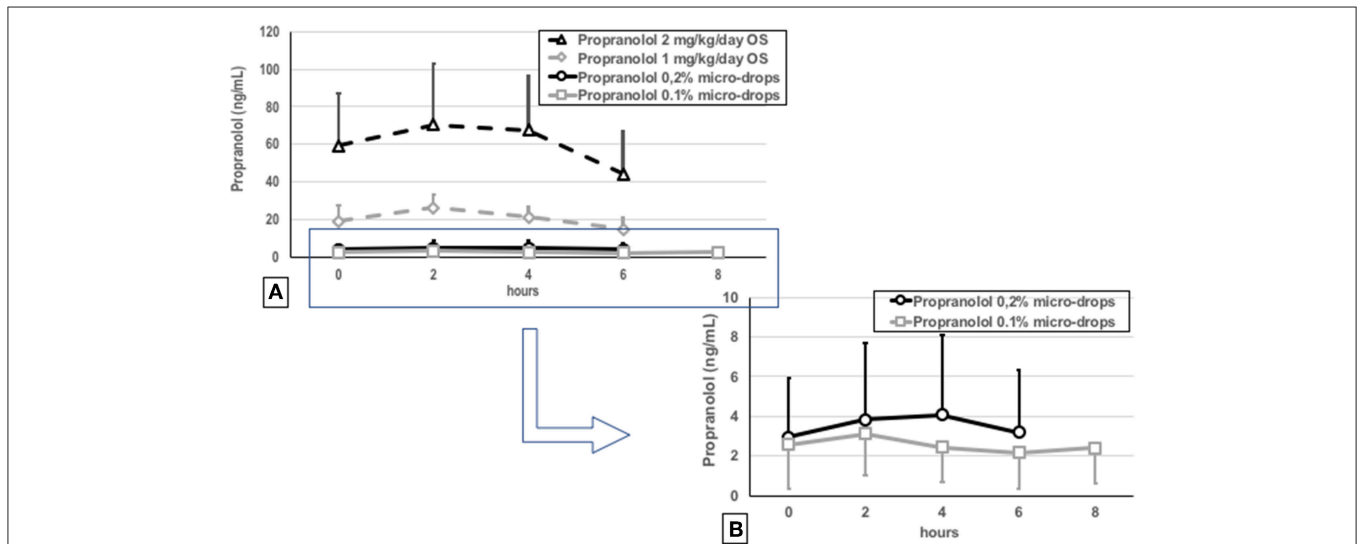 120
100
80
60
40
20
0
Propranolol (ng/mL)
Propranolol 2 mg/kg/day OS
Propranolol 1 mg/kg/day OS
Propranolol 0,2% micro-drops
Propranolol 0.1% micro-drops
0 2 4 6 8
hours
A
10
8
6
4
2
0
Propranolol (ng/mL)
Propranolol 0,2% micro-drops
Propranolol 0.1% micro-drops
0 2 4 6 8
hours
B